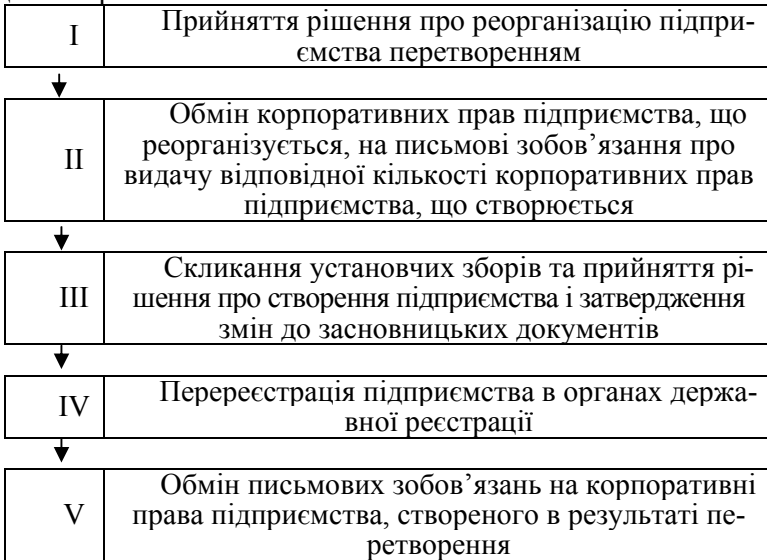 I
Прийняття рішення про реорганізацію підпри-
ємства перетворенням
II
Обмін корпоративних прав підприємства, що
реорганізується, на письмові зобов’язання про
видачу відповідної кількості корпоративних прав
підприємства, що створюється
III
Скликання установчих зборів та прийняття рі-
шення про створення підприємства і затвердження
змін до засновницьких документів
IV
Перереєстрація підприємства в органах держа-
вної реєстрації
V
Обмін письмових зобов’язань на корпоративні
права підприємства, створеного в результаті пе-
ретворення